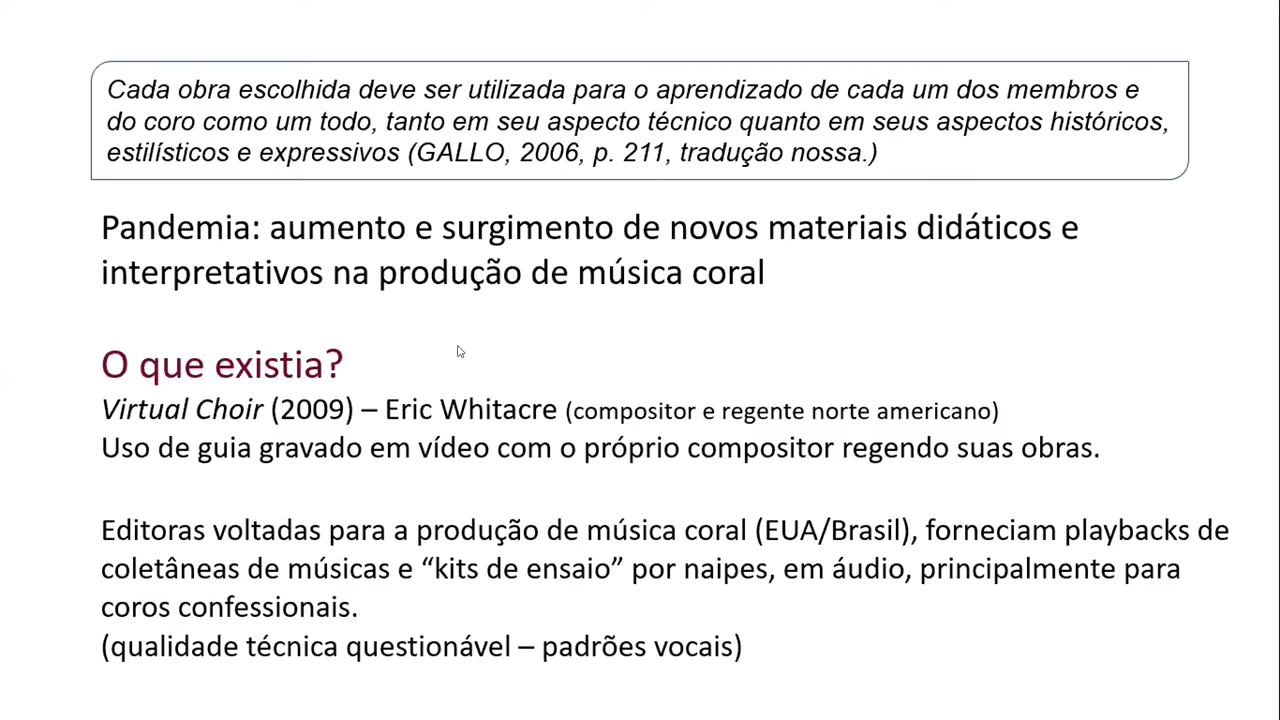 Cada obra escolhida deve ser utilizada para o aprendizado de cada um dos membros e
do coro como um todo, tanto em seu aspecto técnico quanto em seus aspectos históricos,
estilísticos e expressivos (GALLO, 2006, p. 211, tradução nossa.)
Pandemia: aumento e surgimento de novos materiais didáticos e
interpretativos na produção de música coral
O que existia?
Virtual Choir (2009) – Eric Whitacre (compositor e regente norte americano)
Uso de guia gravado em vídeo com o próprio compositor regendo suas obras.
Editoras voltadas para a produção de música coral (EUA/Brasil), forneciam playbacks de
coletâneas de músicas e “kits de ensaio” por naipes, em áudio, principalmente para
coros confessionais.
(qualidade técnica questionável – padrões vocais)